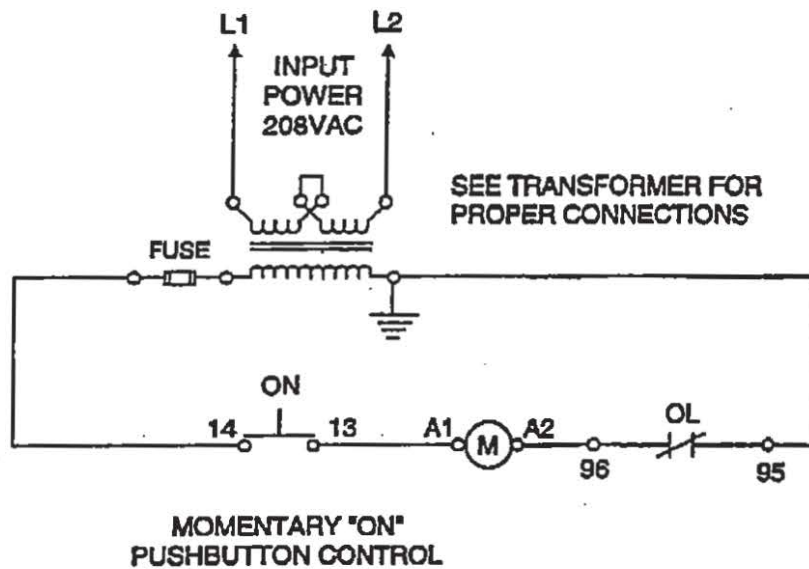 L1 L2
INPUT
POWER
208VAC
SEE TRANSFORMER FOR
PROPER CONNECTIONS
FUSE
ON
14 13 A1 M A2 OL
96 95
MOMENTARY "ON"
PUSHBUTTON CONTROL